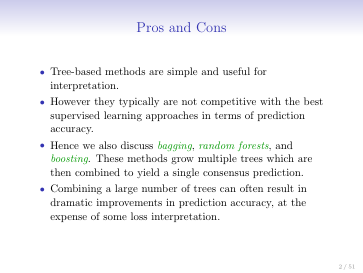 Pros and Cons
• Tree-based methods are simple and useful for
interpretation.
• However they typically are not competitive with the best
supervised learning approaches in terms of prediction
accuracy.
• Hence we also discuss bagging, random forests, and
boosting. These methods grow multiple trees which are
then combined to yield a single consensus prediction.
• Combining a large number of trees can often result in
dramatic improvements in prediction accuracy, at the
expense of some loss interpretation.
2 / 51